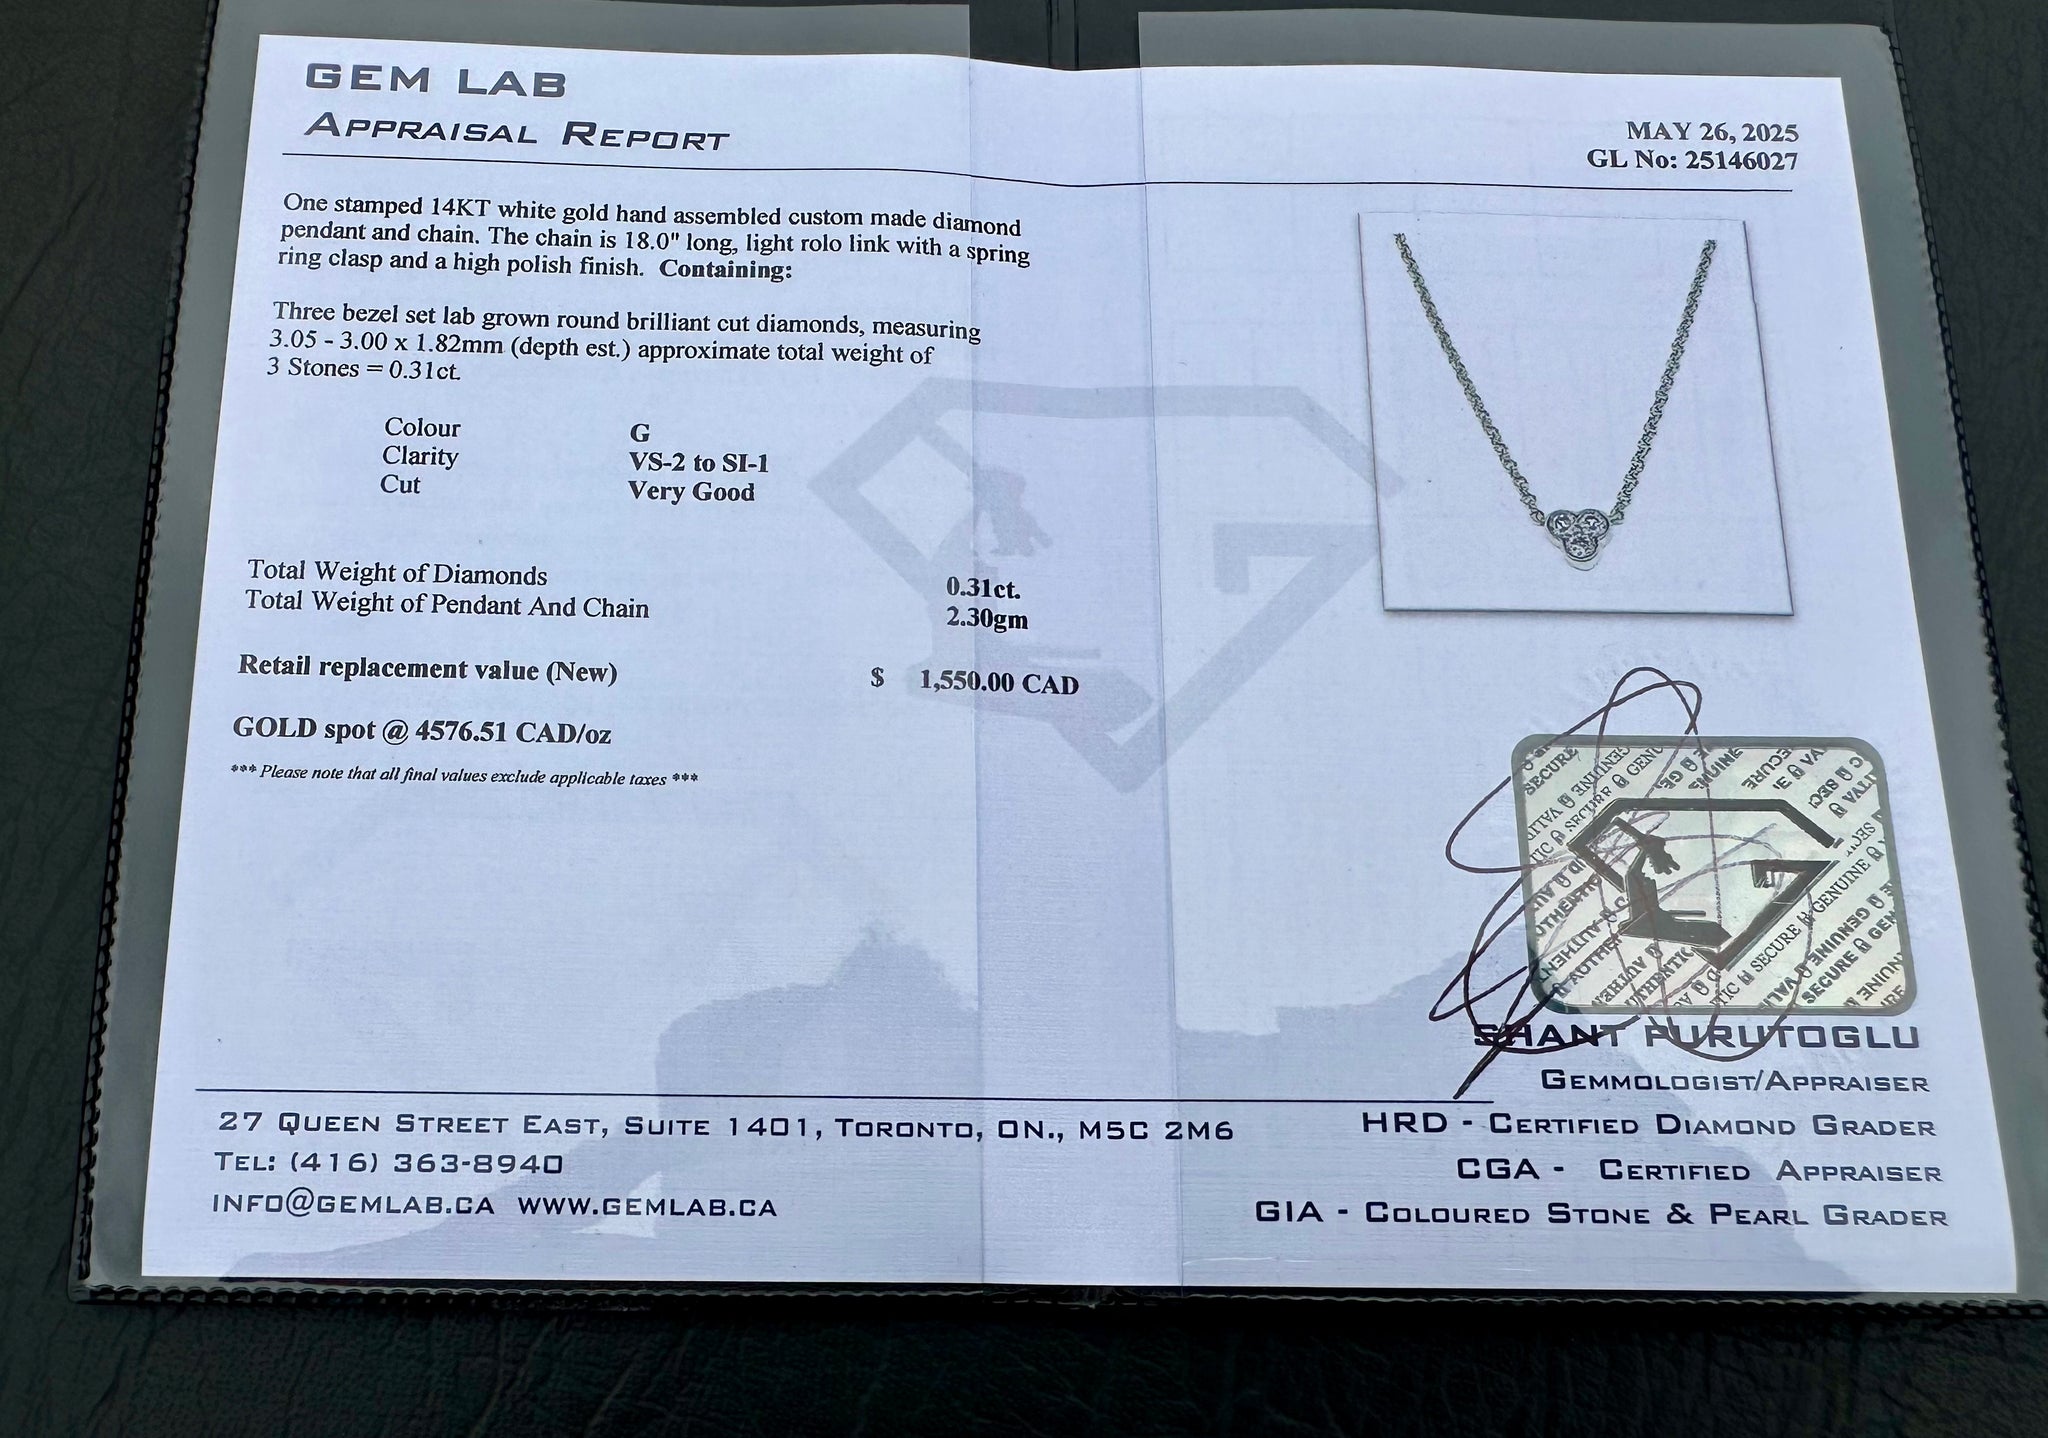 GEM LAB
APPRAISAL REPORT
MAY 26, 2025
GL No: 25146027
One stamped 14KT white gold hand assembled custom made diamond
pendant and chain. The chain is 18.0" long, light rolo link with a spring
ring clasp and a high polish finish. Containing:
Three bezel set lab grown round brilliant cut diamonds, measuring
3.05 - 3.00 x 1.82mm (depth est.) approximate total weight of
3 Stones = 0.31ct.
Colour G
Clarity VS-2 to SI-1
Cut Very Good
Total Weight of Diamonds 0.31ct.
Total Weight of Pendant And Chain 2.30gm
Retail replacement value (New) $ 1,550.00 CAD
GOLD spot @ 4576.51 CAD/oz
*** Please note that all final values exclude applicable taxes ***
SECURE GENUINE
SECURE GENUINE
SHANT PURUTOGLU
GEMMOLOGIST/APPRAISER
HRD - CERTIFIED DIAMOND GRADER
CGA - CERTIFIED APPRAISER
GIA - COLOURED STONE & PEARL GRADER
27 QUEEN STREET EAST, SUITE 1401, TORONTO, ON., M5C 2M6
TEL: (416) 363-8940
INFO@GEMLAB.CA WWW.GEMLAB.CA